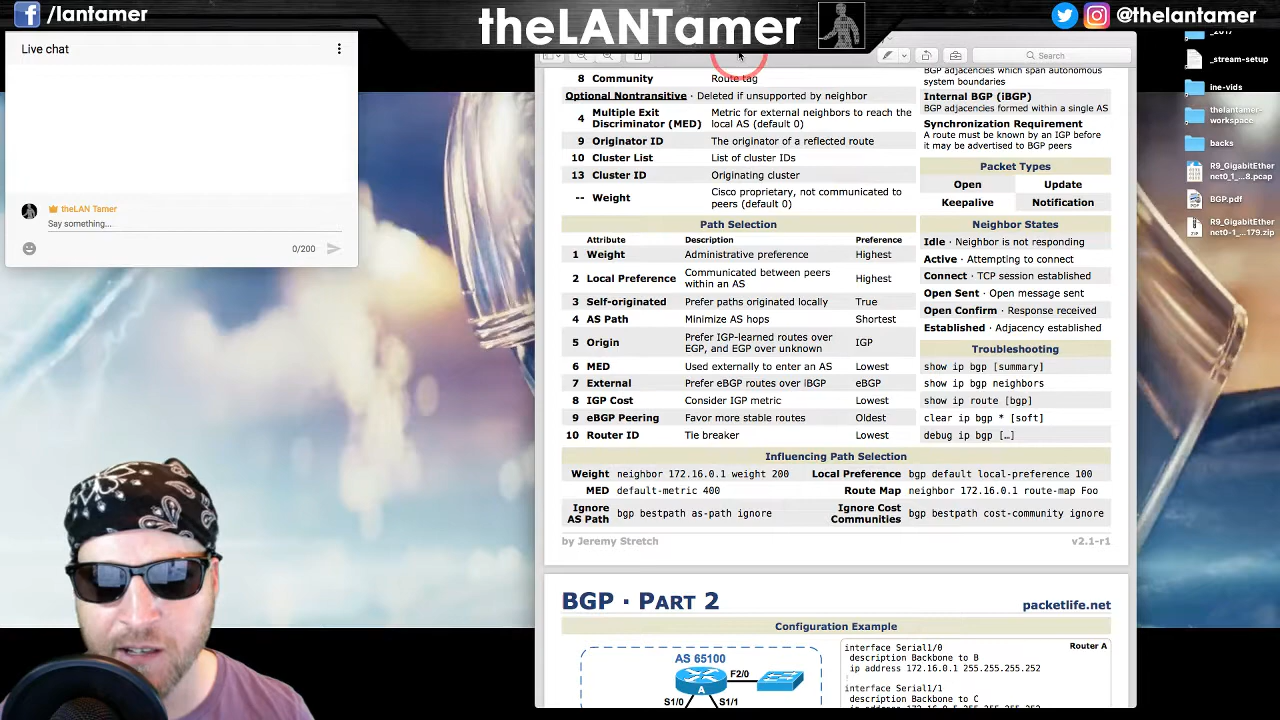 /lantamer
theLANTamer
@thelantamer
Live chat
theLAN Tamer
Say something...
0/200
Search
8 Community Route tag
Optional Nontransitive · Deleted if unsupported by neighbor
4 Multiple Exit Discriminator (MED) Metric for external neighbors to reach the local AS (default 0)
9 Originator ID The originator of a reflected route
10 Cluster List List of cluster IDs
13 Cluster ID Originating cluster
-- Weight Cisco proprietary, not communicated to peers (default 0)
Path Selection
Attribute Description Preference
1 Weight Administrative preference Highest
2 Local Preference Communicated between peers within an AS Highest
3 Self-originated Prefer paths originated locally True
4 AS Path Minimize AS hops Shortest
5 Origin Prefer IGP-learned routes over EGP, and EGP over unknown IGP
6 MED Used externally to enter an AS Lowest
7 External Prefer eBGP routes over iBGP eBGP
8 IGP Cost Consider IGP metric Lowest
9 eBGP Peering Favor more stable routes Oldest
10 Router ID Tie breaker Lowest
BGP adjacencies which span autonomous
system boundaries
Internal BGP (iBGP)
BGP adjacencies formed within a single AS
Synchronization Requirement
A route must be known by an IGP before
it may be advertised to BGP peers
Packet Types
Open Update
Keepalive Notification
Neighbor States
Idle · Neighbor is not responding
Active · Attempting to connect
Connect · TCP session established
Open Sent · Open message sent
Open Confirm · Response received
Established · Adjacency established
Troubleshooting
show ip bgp [summary]
show ip bgp neighbors
show ip route [bgp]
clear ip bgp * [soft]
debug ip bgp […]
Influencing Path Selection
Weight neighbor 172.16.0.1 weight 200 Local Preference bgp default local-preference 100
MED default-metric 400 Route Map neighbor 172.16.0.1 route-map Foo
Ignore AS Path bgp bestpath as-path ignore Ignore Cost Communities bgp bestpath cost-community ignore
by Jeremy Stretch v2.1-r1
BGP · Part 2 packetlife.net
Configuration Example
AS 65100
A
F2/0
S1/0 S1/1
Router A
interface Serial1/0
description Backbone to B
ip address 172.16.0.1 255.255.255.252
!
interface Serial1/1
description Backbone to C
_stream-setup
ine-vids
thelantamer-
workspace
backs
R9_GigabitEther
net0_1_...8.pcap
BGP.pdf
R9_GigabitEther
net0-1_...179.zip